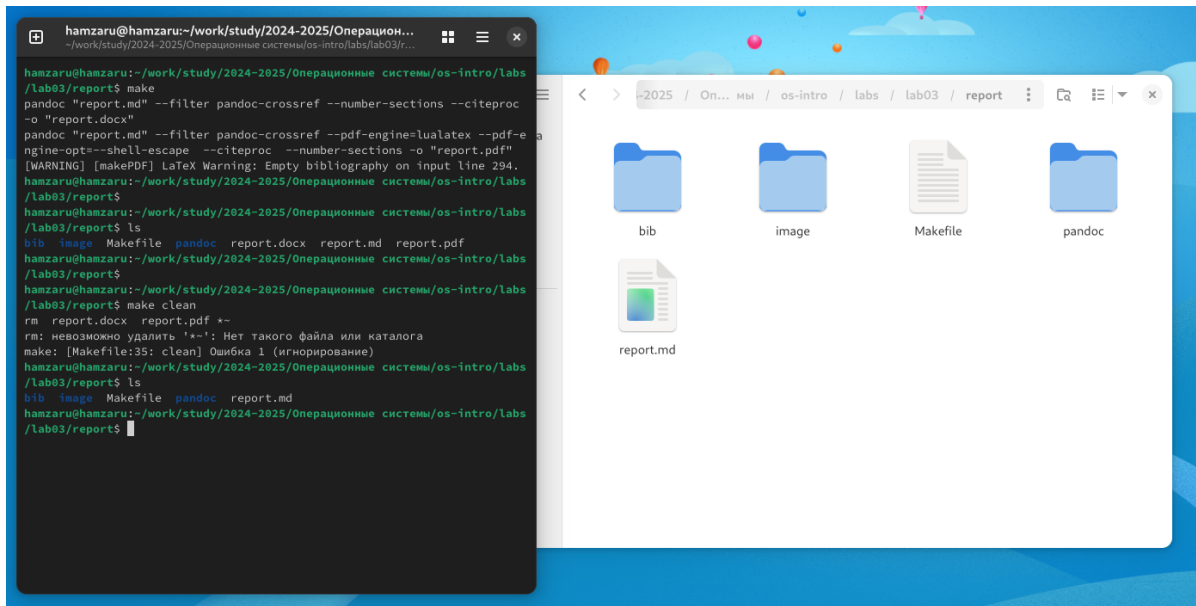 hamzaru@hamzaru:~/work/study/2024-2025/Операцион...
~/work/study/2024-2025/Операционные системы/os-intro/labs/lab03/r...
hamzaru@hamzaru:~/work/study/2024-2025/Операционные системы/os-intro/labs
/lab03/report$ make
pandoc "report.md" --filter pandoc-crossref --number-sections --citeproc
-o "report.docx"
pandoc "report.md" --filter pandoc-crossref --pdf-engine=lualatex --pdf-e
ngine-opt=--shell-escape  --citeproc  --number-sections -o "report.pdf"
[WARNING] [makePDF] LaTeX Warning: Empty bibliography on input line 294.
hamzaru@hamzaru:~/work/study/2024-2025/Операционные системы/os-intro/labs
/lab03/report$
hamzaru@hamzaru:~/work/study/2024-2025/Операционные системы/os-intro/labs
/lab03/report$ ls
bib  image  Makefile  pandoc  report.docx  report.md  report.pdf
hamzaru@hamzaru:~/work/study/2024-2025/Операционные системы/os-intro/labs
/lab03/report$
hamzaru@hamzaru:~/work/study/2024-2025/Операционные системы/os-intro/labs
/lab03/report$ make clean
rm  report.docx  report.pdf *~
rm: невозможно удалить '*~': Нет такого файла или каталога
make: [Makefile:35: clean] Ошибка 1 (игнорирование)
hamzaru@hamzaru:~/work/study/2024-2025/Операционные системы/os-intro/labs
/lab03/report$ ls
bib  image  Makefile  pandoc  report.md
hamzaru@hamzaru:~/work/study/2024-2025/Операционные системы/os-intro/labs
/lab03/report$
а
-2025 / Оп... мы / os-intro / labs / lab03 / report
bib
image
Makefile
pandoc
report.md